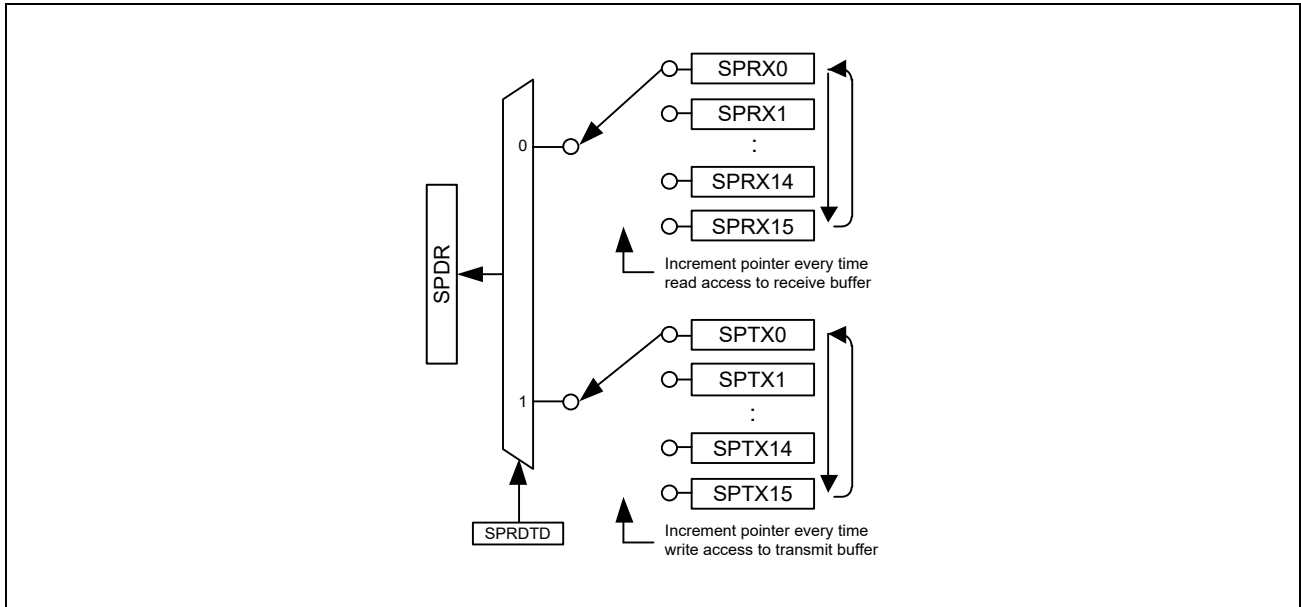 SPRX0
SPRX1
:
SPRX14
SPRX15
Increment pointer every time
read access to receive buffer
0
SPDR
SPTX0
SPTX1
:
SPTX14
SPTX15
Increment pointer every time
write access to transmit buffer
1
SPRDTD